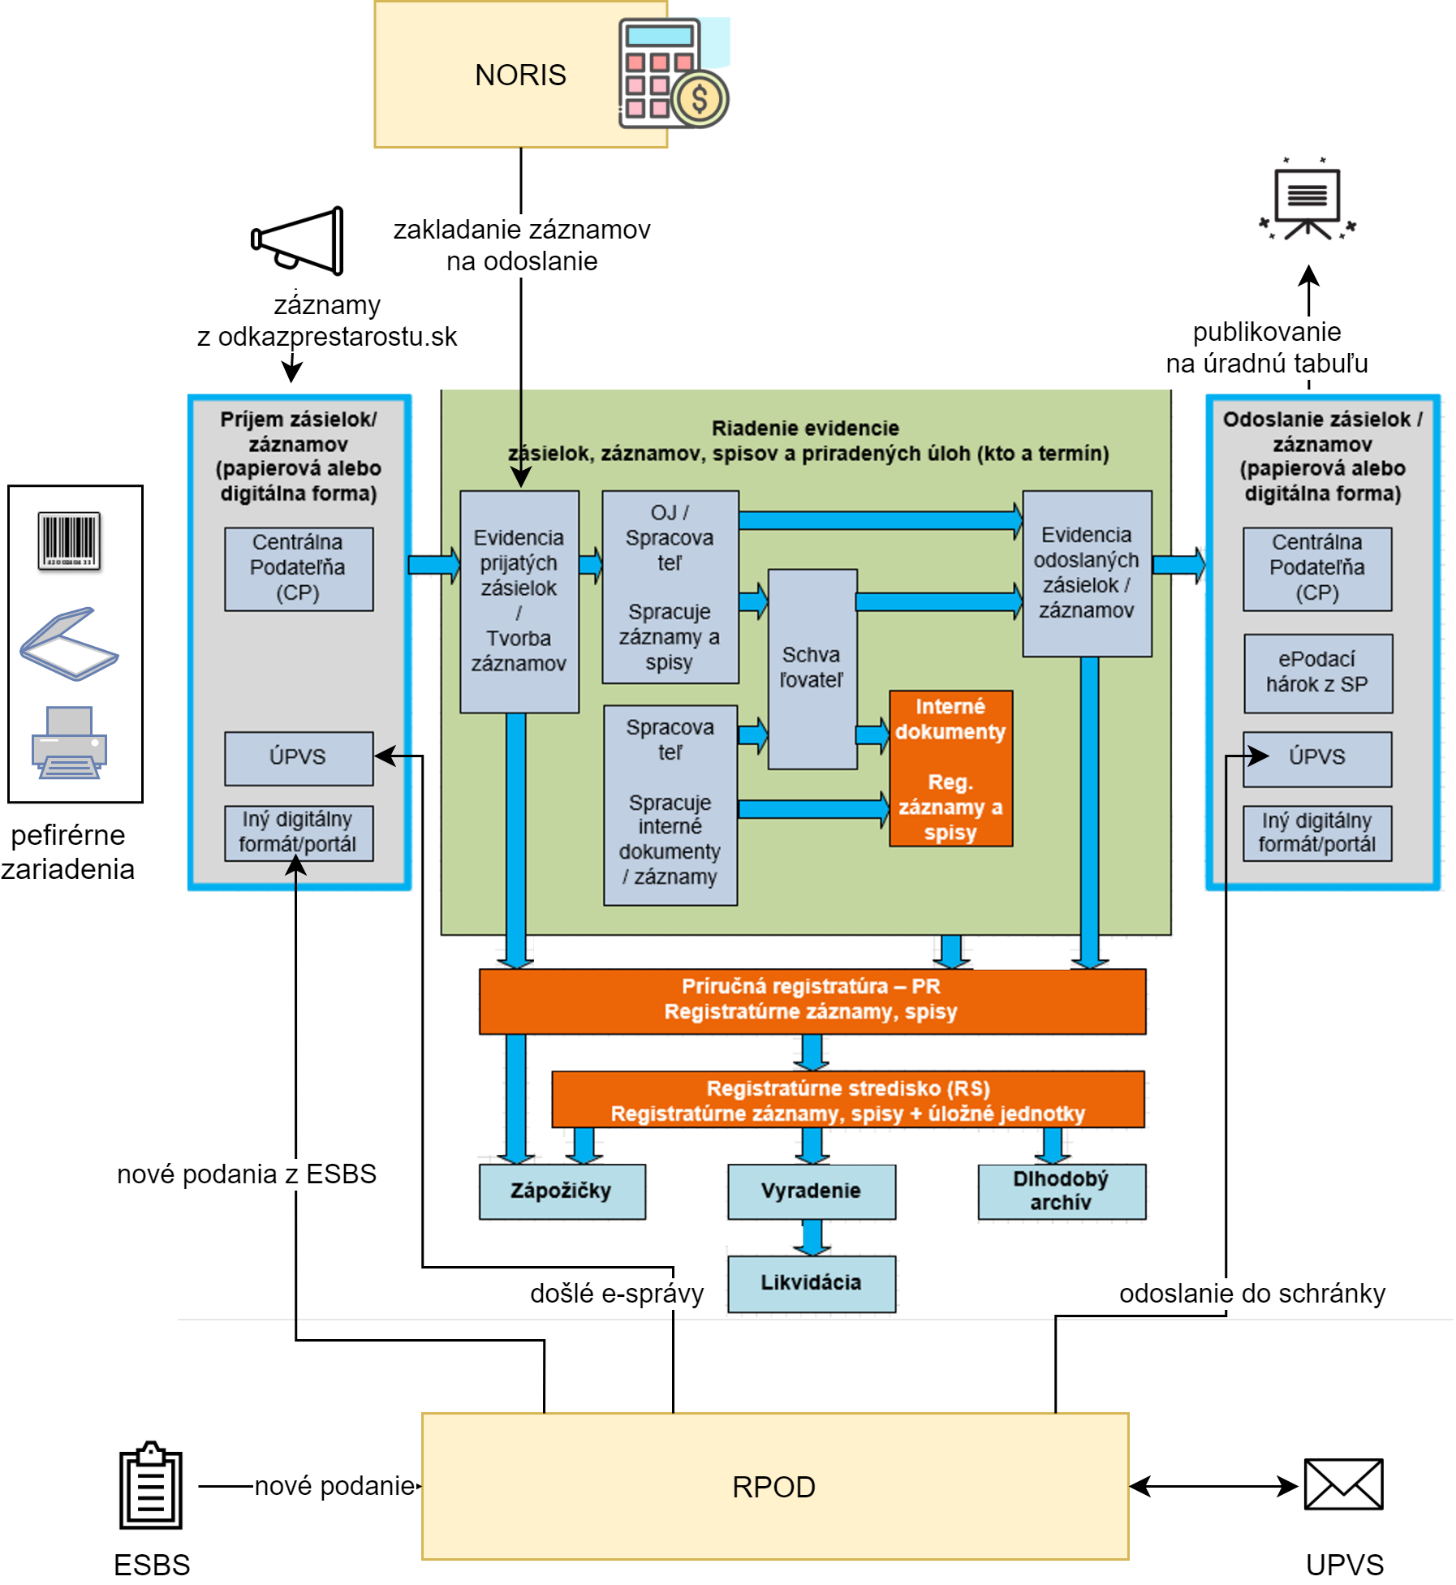 NORIS
$
zakladanie záznamov
na odoslanie
záznamy
z odkazprestarostu.sk
publikovanie
na úradnú tabuľu
Príjem zásielok/
záznamov
(papierová alebo
digitálna forma)
Centrálna
Podateľňa
(CP)
ÚPVS
Iný digitálny
formát/portál
pefirérne
zariadenia
Riadenie evidencie
zásielok, záznamov, spisov a priradených úloh (kto a termín)
Evidencia
prijatých
zásielok
/
Tvorba
záznamov
OJ /
Spracova
teľ
Spracuje
záznamy a
spisy
Spracova
teľ
Spracuje
interné
dokumenty
/ záznamy
Schva
ľovateľ
Interné
dokumenty
Reg.
záznamy a
spisy
Evidencia
odoslaných
zásielok /
záznamov
Odoslanie zásielok /
záznamov
(papierová alebo
digitálna forma)
Centrálna
Podateľňa
(CP)
ePodací
hárok z SP
ÚPVS
Iný digitálny
formát/portál
Príručná registratúra – PR
Registratúrne záznamy, spisy
Registratúrne stredisko (RS)
Registratúrne záznamy, spisy + úložné jednotky
Zápožičky
Vyradenie
Dlhodobý
archív
Likvidácia
nové podania z ESBS
došlé e-správy
odoslanie do schránky
nové podanie
RPOD
ESBS
UPVS